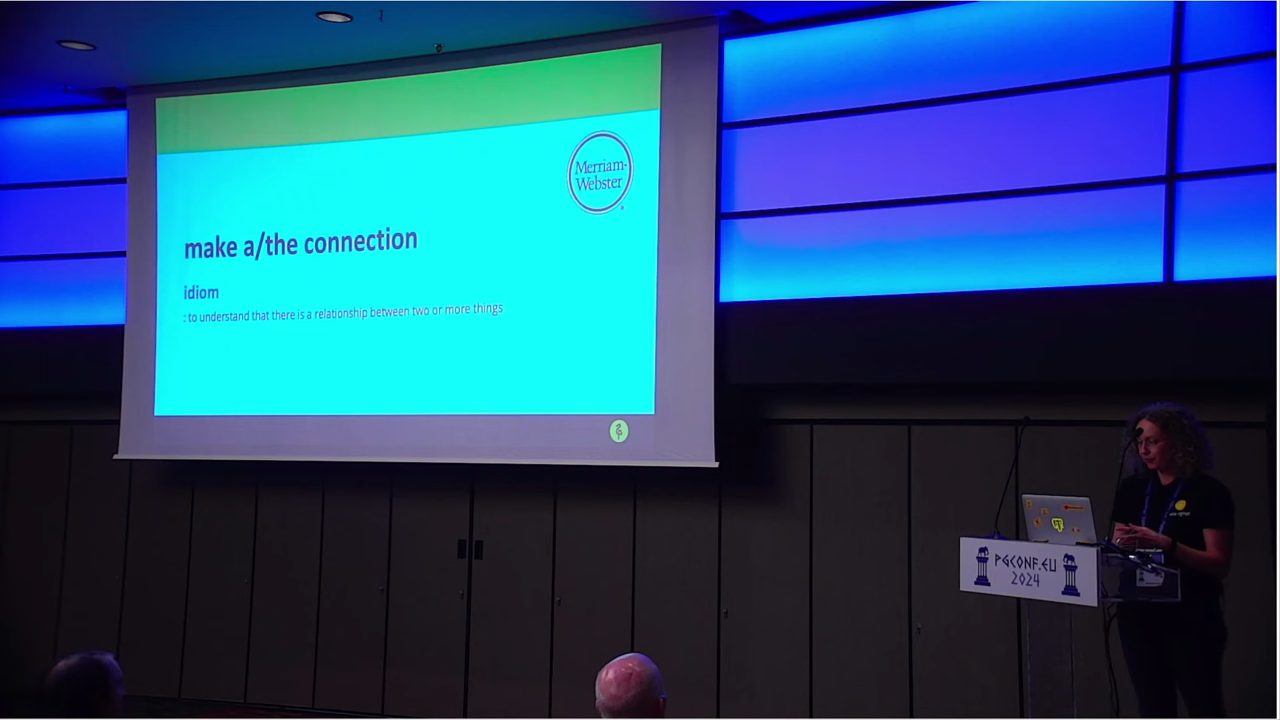 Merriam-
Webster
make a/the connection
idiom
: to understand that there is a relationship between two or more things
PGCONF.EU
2024